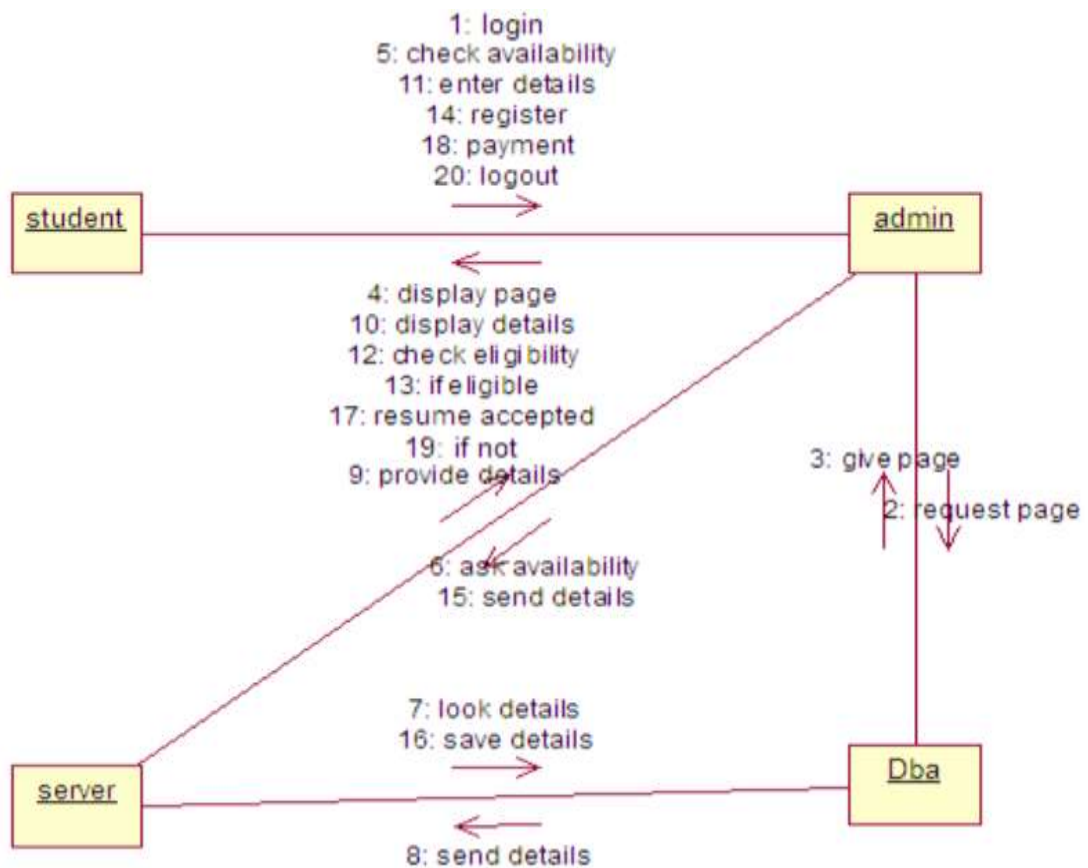 1: login
5: check availability
11: enter details
14: register
18: payment
20: logout
student
admin
4: display page
10: display details
12: check eligibility
13: if eligible
17: resume accepted
19: if not
9: provide details
3: give page
2: request page
6: ask availability
15: send details
7: look details
16: save details
server
Dba
8: send details